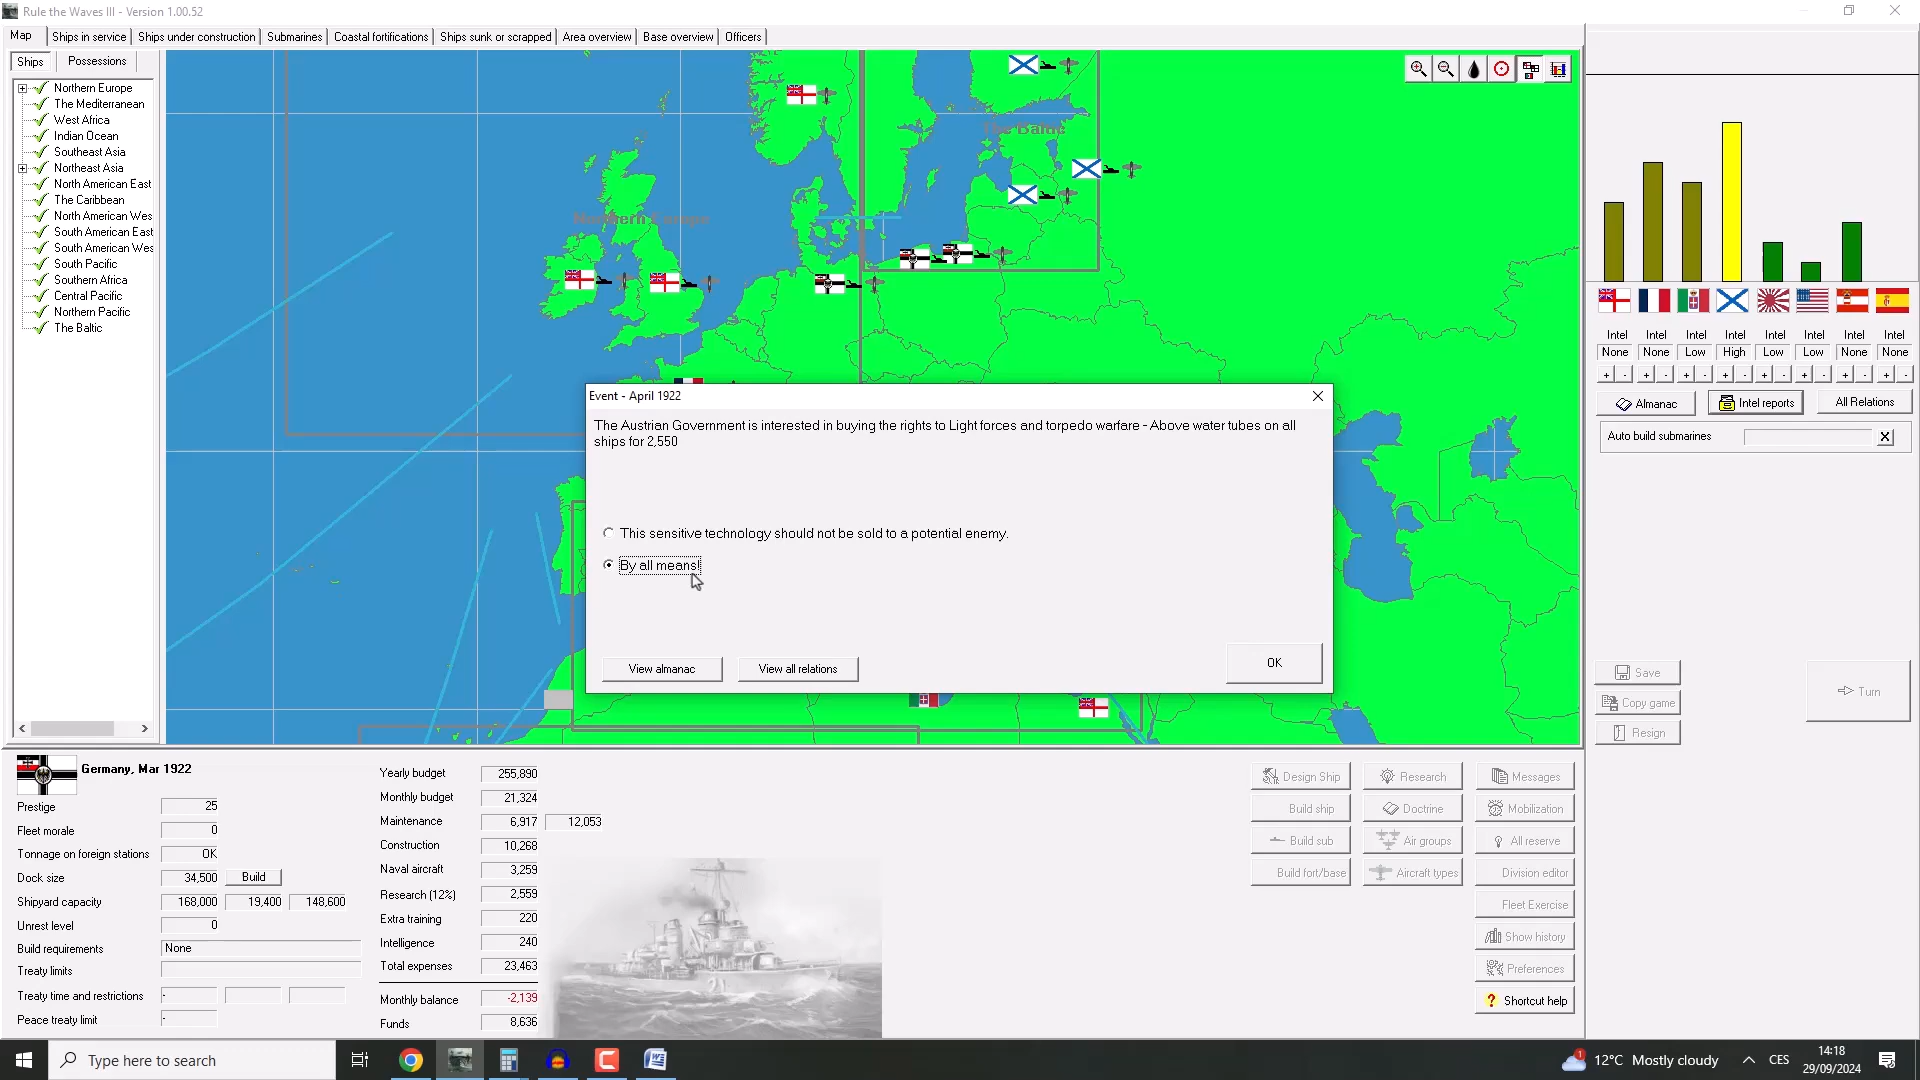 Rule the Waves III - Version 1.00.52
Map
Ships in service
Ships under construction
Submarines
Coastal fortifications
Ships sunk or scrapped
Area overview
Base overview
Officers
Ships
Possessions
Northern Europe
The Mediterranean
West Africa
Indian Ocean
Southeast Asia
Northeast Asia
North American East
The Caribbean
North American Wes
South American East
South American Wes
South Pacific
Southern Africa
Central Pacific
Northern Pacific
The Baltic
Northern Europe
The Baltic
Event - April 1922
The Austrian Government is interested in buying the rights to Light forces and torpedo warfare - Above water tubes on all
ships for 2,550
This sensitive technology should not be sold to a potential enemy.
By all means!
View almanac
View all relations
OK
Intel Intel Intel Intel Intel Intel Intel Intel
None None Low High Low Low None None
+ - + - + - + - + - + - + - + -
Almanac
Intel reports
All Relations
Auto build submarines
X
Save
Copy game
Resign
Turn
Germany, Mar 1922
Prestige 25
Fleet morale 0
Tonnage on foreign stations OK
Dock size 34,500 Build
Shipyard capacity 168,000 19,400 148,600
Unrest level 0
Build requirements None
Treaty limits
Treaty time and restrictions -
Peace treaty limit -
Yearly budget 255,890
Monthly budget 21,324
Maintenance 6,917 12,053
Construction 10,268
Naval aircraft 3,259
Research (12%) 2,559
Extra training 220
Intelligence 240
Total expenses 23,463
Monthly balance -2,139
Funds 8,636
Design Ship
Research
Messages
Build ship
Doctrine
Mobilization
Build sub
Air groups
All reserve
Build fort/base
Aircraft types
Division editor
Fleet Exercise
Show history
Preferences
? Shortcut help
Type here to search
1
12°C Mostly cloudy
CES
14:18
29/09/2024